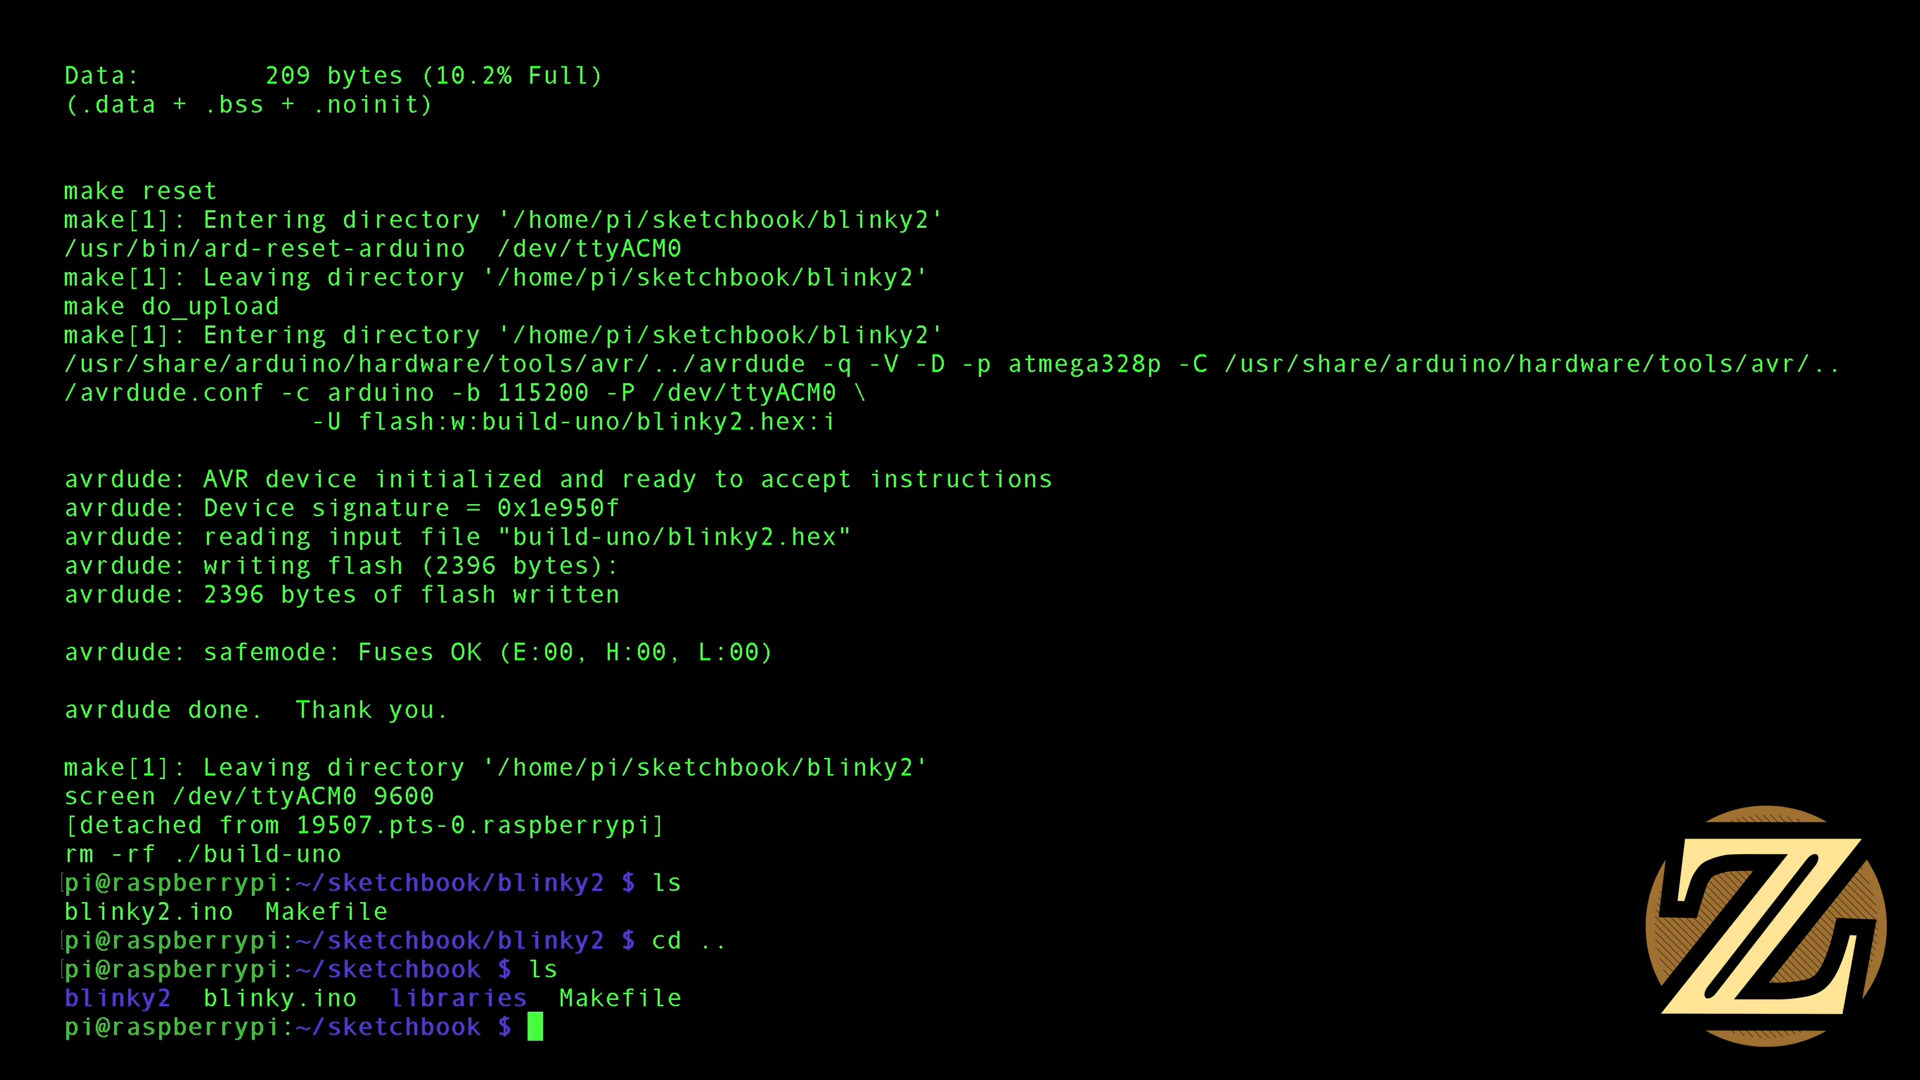 Data:        209 bytes (10.2% Full)
(.data + .bss + .noinit)
make reset
make[1]: Entering directory '/home/pi/sketchbook/blinky2'
/usr/bin/ard-reset-arduino  /dev/ttyACM0
make[1]: Leaving directory '/home/pi/sketchbook/blinky2'
make do_upload
make[1]: Entering directory '/home/pi/sketchbook/blinky2'
/usr/share/arduino/hardware/tools/avr/../avrdude -q -V -D -p atmega328p -C /usr/share/arduino/hardware/tools/avr/..
/avrdude.conf -c arduino -b 115200 -P /dev/ttyACM0 \
                -U flash:w:build-uno/blinky2.hex:i
avrdude: AVR device initialized and ready to accept instructions
avrdude: Device signature = 0x1e950f
avrdude: reading input file "build-uno/blinky2.hex"
avrdude: writing flash (2396 bytes):
avrdude: 2396 bytes of flash written
avrdude: safemode: Fuses OK (E:00, H:00, L:00)
avrdude done.  Thank you.
make[1]: Leaving directory '/home/pi/sketchbook/blinky2'
screen /dev/ttyACM0 9600
[detached from 19507.pts-0.raspberrypi]
rm -rf ./build-uno
pi@raspberrypi:~/sketchbook/blinky2 $ ls
blinky2.ino  Makefile
pi@raspberrypi:~/sketchbook/blinky2 $ cd ..
pi@raspberrypi:~/sketchbook $ ls
blinky2  blinky.ino  libraries  Makefile
pi@raspberrypi:~/sketchbook $
Z